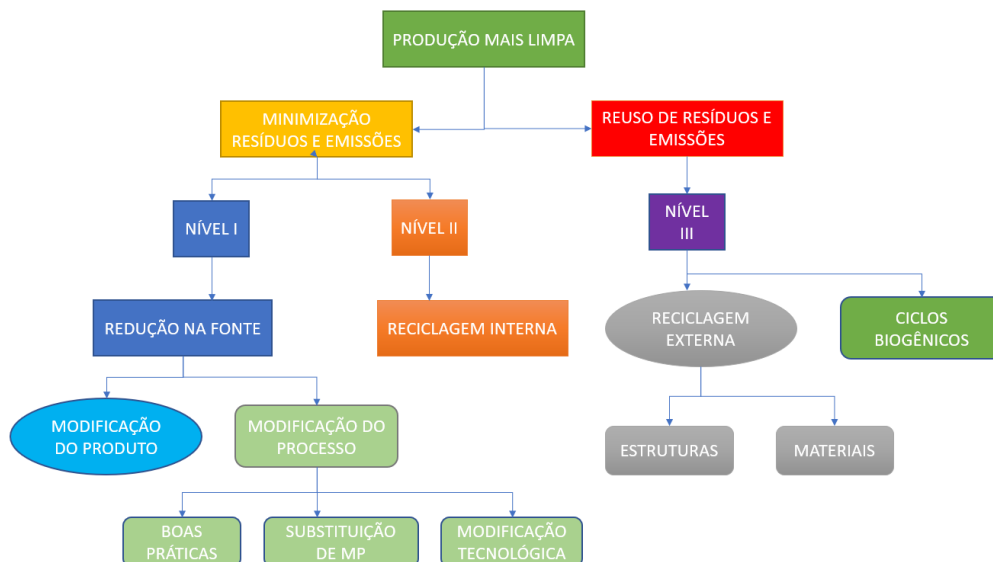 PRODUÇÃO MAIS LIMPA
MINIMIZAÇÃO
RESÍDUOS E EMISSÕES
REUSO DE RESÍDUOS E
EMISSÕES
NÍVEL I
NÍVEL II
NÍVEL
III
REDUÇÃO NA FONTE
RECICLAGEM INTERNA
RECICLAGEM
EXTERNA
CICLOS
BIOGÊNICOS
MODIFICAÇÃO
DO PRODUTO
MODIFICAÇÃO DO
PROCESSO
ESTRUTURAS
MATERIAIS
BOAS
PRÁTICAS
SUBSTITUIÇÃO
DE MP
MODIFICAÇÃO
TECNOLÓGICA